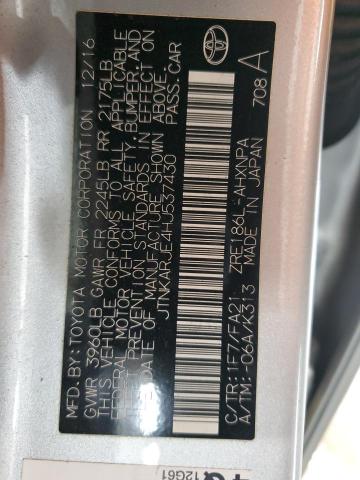 MFD.BY:TOYOTA MOTOR CORPORATION 12/16
GVWR 3960LB GAWR FR 2245LB RR 2175LB
THIS VEHICLE CONFORMS TO ALL APPLICABLE
FEDERAL MOTOR VEHICLE SAFETY, BUMPER, AND
THEFT PREVENTION STANDARDS IN EFFECT ON
THE DATE OF MANUFACTURE SHOWN ABOVE.
JTNKARJE4HJ537430 PASS.CAR
C/TR:1F7/FA21 ZRE186L-AHXNPA
A/TM:-06A/K313 MADE IN JAPAN
708 A
12G61